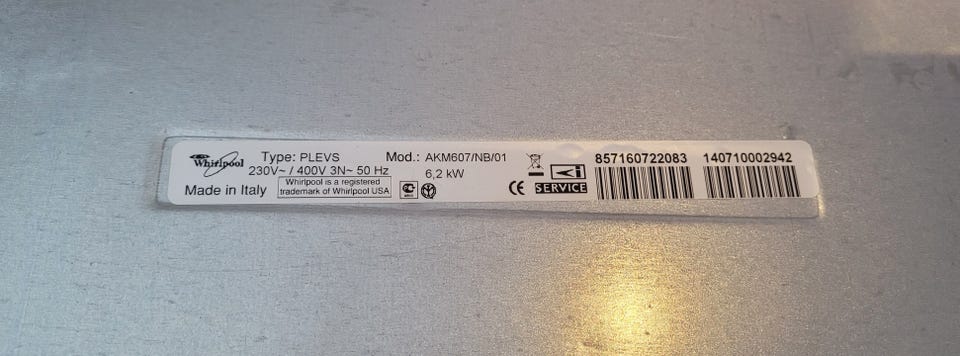 Whirlpool
Type: PLEVS Mod.: AKM607/NB/01
230V~ / 400V 3N~ 50 Hz 6,2 kW
Made in Italy
Whirlpool is a registered
trademark of Whirlpool USA
CE
SERVICE
857160722083 140710002942